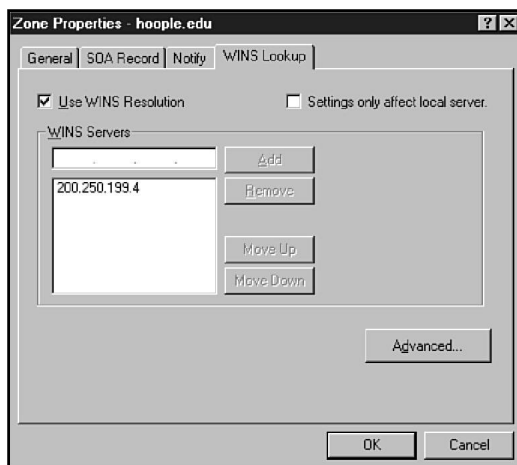 Zone Properties - hoople.edu
General SOA Record Notify WINS Lookup
Use WINS Resolution Settings only affect local server.
WINS Servers
. . . Add
200.250.199.4 Remove
Move Up
Move Down
Advanced...
OK Cancel